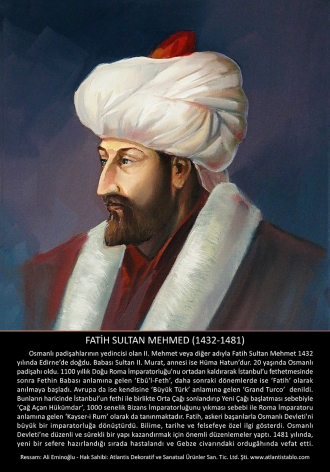 FATİH SULTAN MEHMED (1432-1481)
Osmanlı padişahlarının yedincisi olan II. Mehmet veya diğer adıyla Fatih Sultan Mehmet 1432
yılında Edirne'de doğdu. Babası Sultan II. Murat, annesi ise Hüma Hatun'dur. 20 yaşında Osmanlı
padişahı oldu. 1100 yıllık Doğu Roma İmparatorluğu'nu ortadan kaldırarak İstanbul'u fethetmesinde
sonra Fethin Babası anlamına gelen 'Ebü'l-Feth', daha sonraki dönemlerde ise 'Fatih' olarak
anılmaya başladı. Avrupa da ise kendisine 'Büyük Türk' anlamına gelen 'Grand Turco' denildi.
Bunların haricinde İstanbul'un fethi ile birlikte Orta Çağı sonlandırıp Yeni Çağı başlatması sebebiyle
'Çağ Açan Hükümdar', 1000 senelik Bizans İmparatorluğunu yıkması sebebi ile Roma İmparatoru
anlamına gelen 'Kayser-i Rum' olarak da tanınmaktadır. Fatih, askeri başarılarla Osmanlı Devleti'ni
büyük bir imparatorluğa dönüştürdü. Bilime, tarihe ve felsefeye özel ilgi gösterdi. Osmanlı
Devleti'ne düzenli ve sürekli bir yapı kazandırmak için önemli düzenlemeler yaptı. 1481 yılında,
yeni bir sefere hazırlandığı sırada hastalandı ve Gebze civarındaki ordugâhında vefat etti.
Ressam: Ali Eminoğlu - Hak Sahibi: Atlantis Dekoratif ve Sanatsal Ürünler San. Tic. Ltd. Şti. www.atlantistablo.com